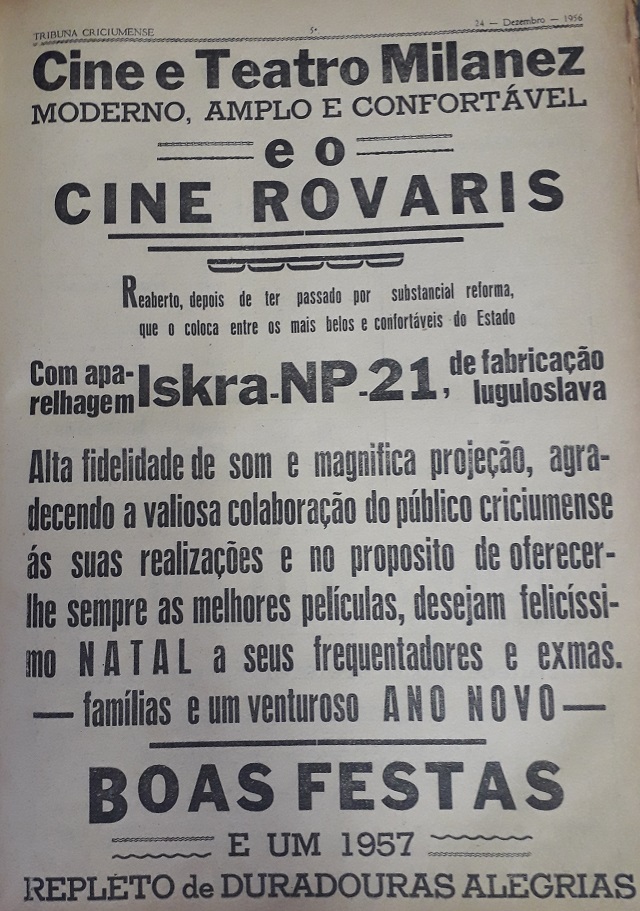 TRIBUNA CRICIUMENSE 5ª 24 — Dezembro — 1956
Cine e Teatro Milanez
MODERNO, AMPLO E CONFORTÁVEL
e o
CINE ROVARIS
Reaberto, depois de ter passado por substancial reforma,
que o coloca entre os mais belos e confortáveis do Estado
Com apa-
relhagem Iskra-NP-21, de fabricação
Iuguloslava
Alta fidelidade de som e magnifica projeção, agra-
decendo a valiosa colaboração do público criciumense
ás suas realizações e no proposito de oferecer-
lhe sempre as melhores películas, desejam felicíssi-
mo NATAL a seus frequentadores e exmas.
— famílias e um venturoso ANO NOVO —
BOAS FESTAS
E UM 1957
REPLÉTO de DURADOURAS ALEGRIAS